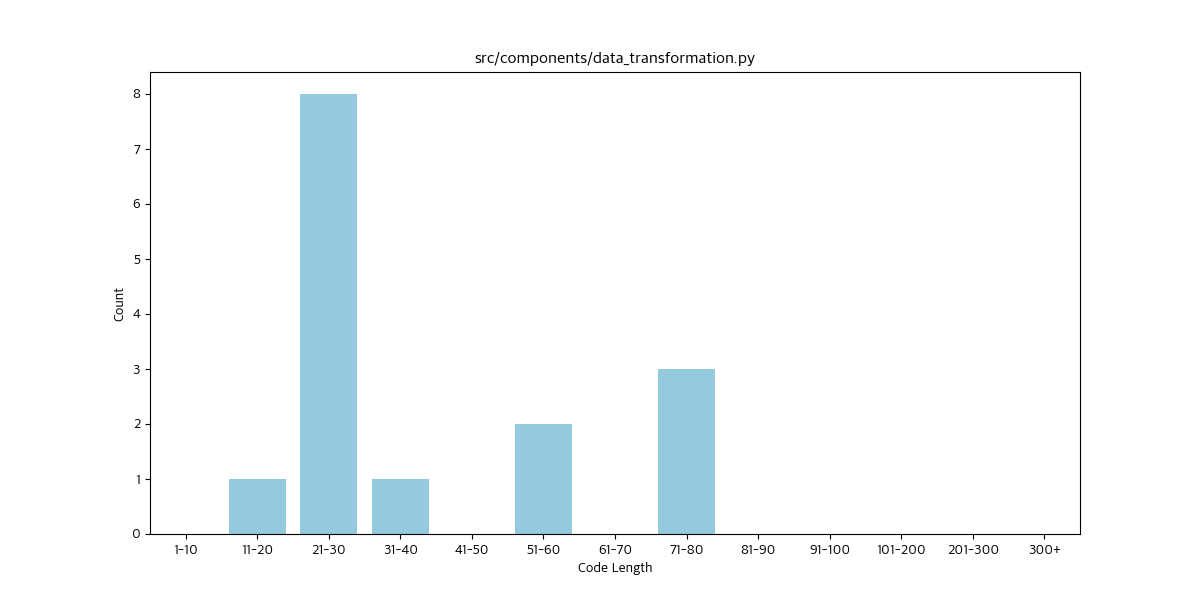 src/components/data_transformation.py
8
7
6
5
4
3
2
1
0
Count
1-10 11-20 21-30 31-40 41-50 51-60 61-70 71-80 81-90 91-100 101-200 201-300 300+
Code Length